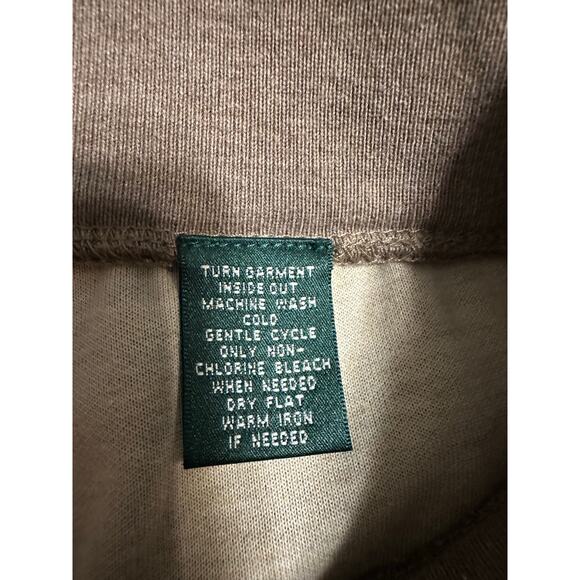 TURN GARMENT
INSIDE OUT
MACHINE WASH
COLD
GENTLE CYCLE
ONLY NON-
CHLORINE BLEACH
WHEN NEEDED
DRY FLAT
WARM IRON
IF NEEDED